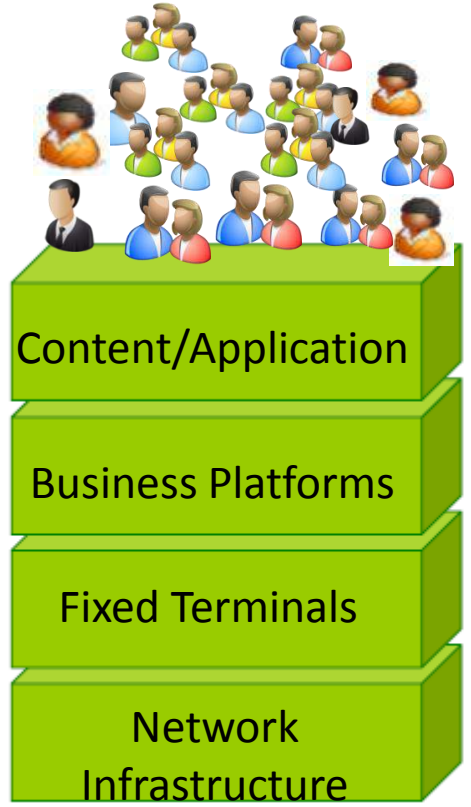 Content/Application
Business Platforms
Fixed Terminals
Network
Infrastructure